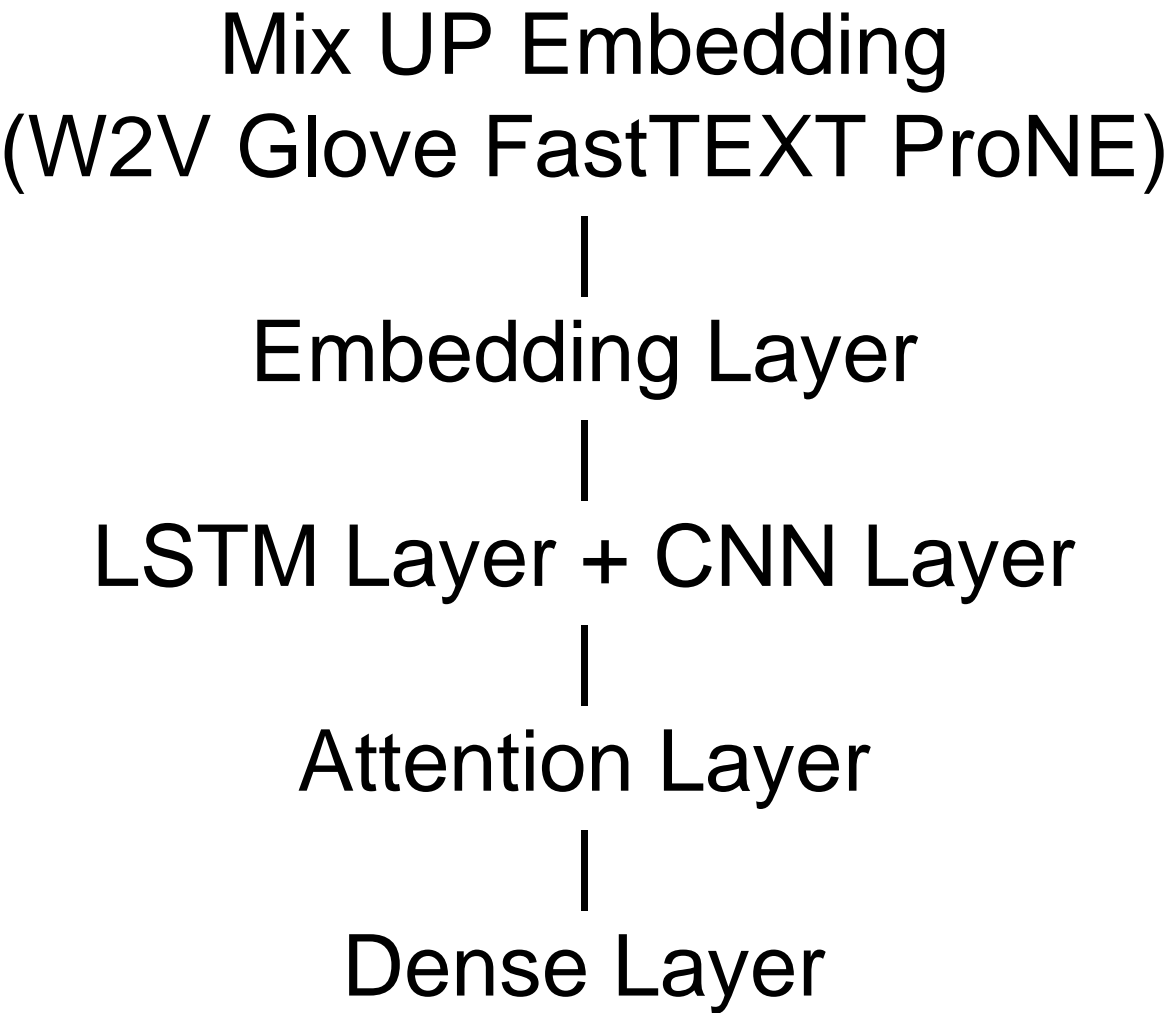 Mix UP Embedding
(W2V Glove FastTEXT ProNE)
Embedding Layer
LSTM Layer + CNN Layer
Attention Layer
Dense Layer